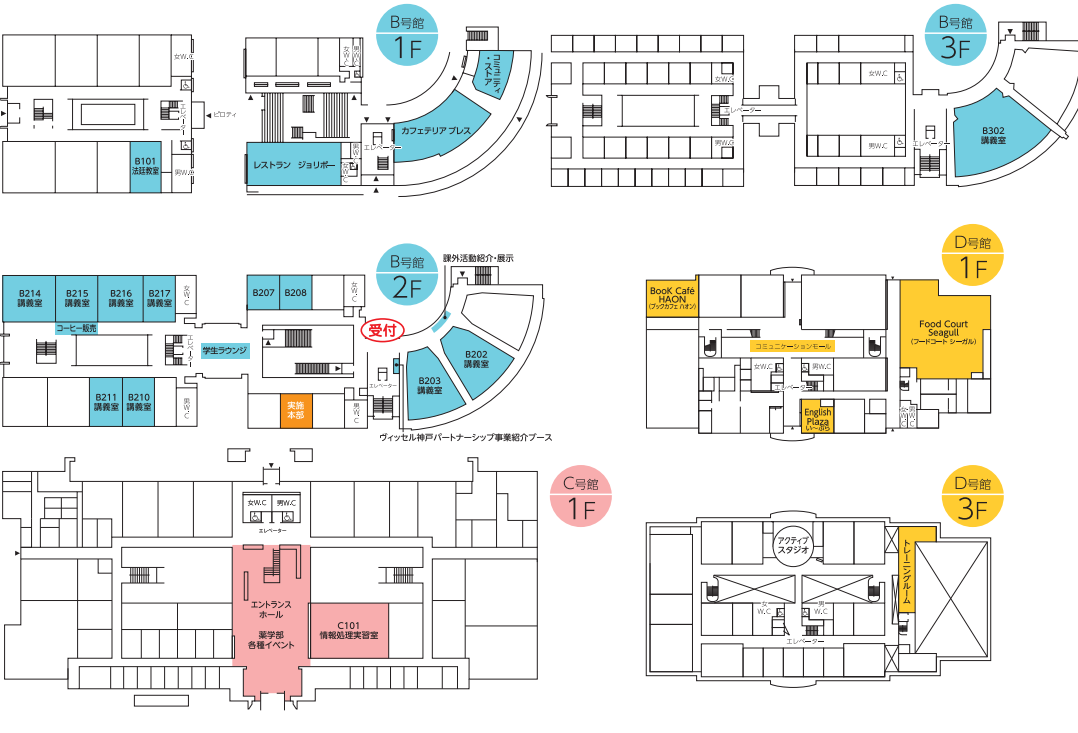 B号館
1F
女W.C
エレベーター
ピロティ
B101
法廷教室
男W.C
女W.C
男W.C
コミュニティ
・ストア
カフェテリア ブレス
エレベーター
レストラン ジョリポー
男W.C
女W.C
B号館
3F
女W.C
エレベーター
男W.C
女W.C
男W.C
エレベーター
B302
講義室
B号館
2F
課外活動紹介・展示
B214
講義室
B215
講義室
B216
講義室
B217
講義室
女W.C
コーヒー販売
エレベーター
学生ラウンジ
B207
B208
女W.C
受付
B202
講義室
B203
講義室
エレベーター
B211
講義室
B210
講義室
男W.C
実施
本部
男W.C
ヴィッセル神戸パートナーシップ事業紹介ブース
D号館
1F
BooK Café
HAON
(ブックカフェ ハオン)
Food Court
Seagull
(フードコート シーガル)
コミュニケーションモール
女W.C
男W.C
エレベーター
English
Plaza
い〜ぷら
女W.C
男W.C
C号館
1F
女W.C
男W.C
エレベーター
エントランス
ホール
薬学部
各種イベント
C101
情報処理実習室
D号館
3F
アクティブ
スタジオ
トレーニングルーム
女W.C
男W.C
エレベーター